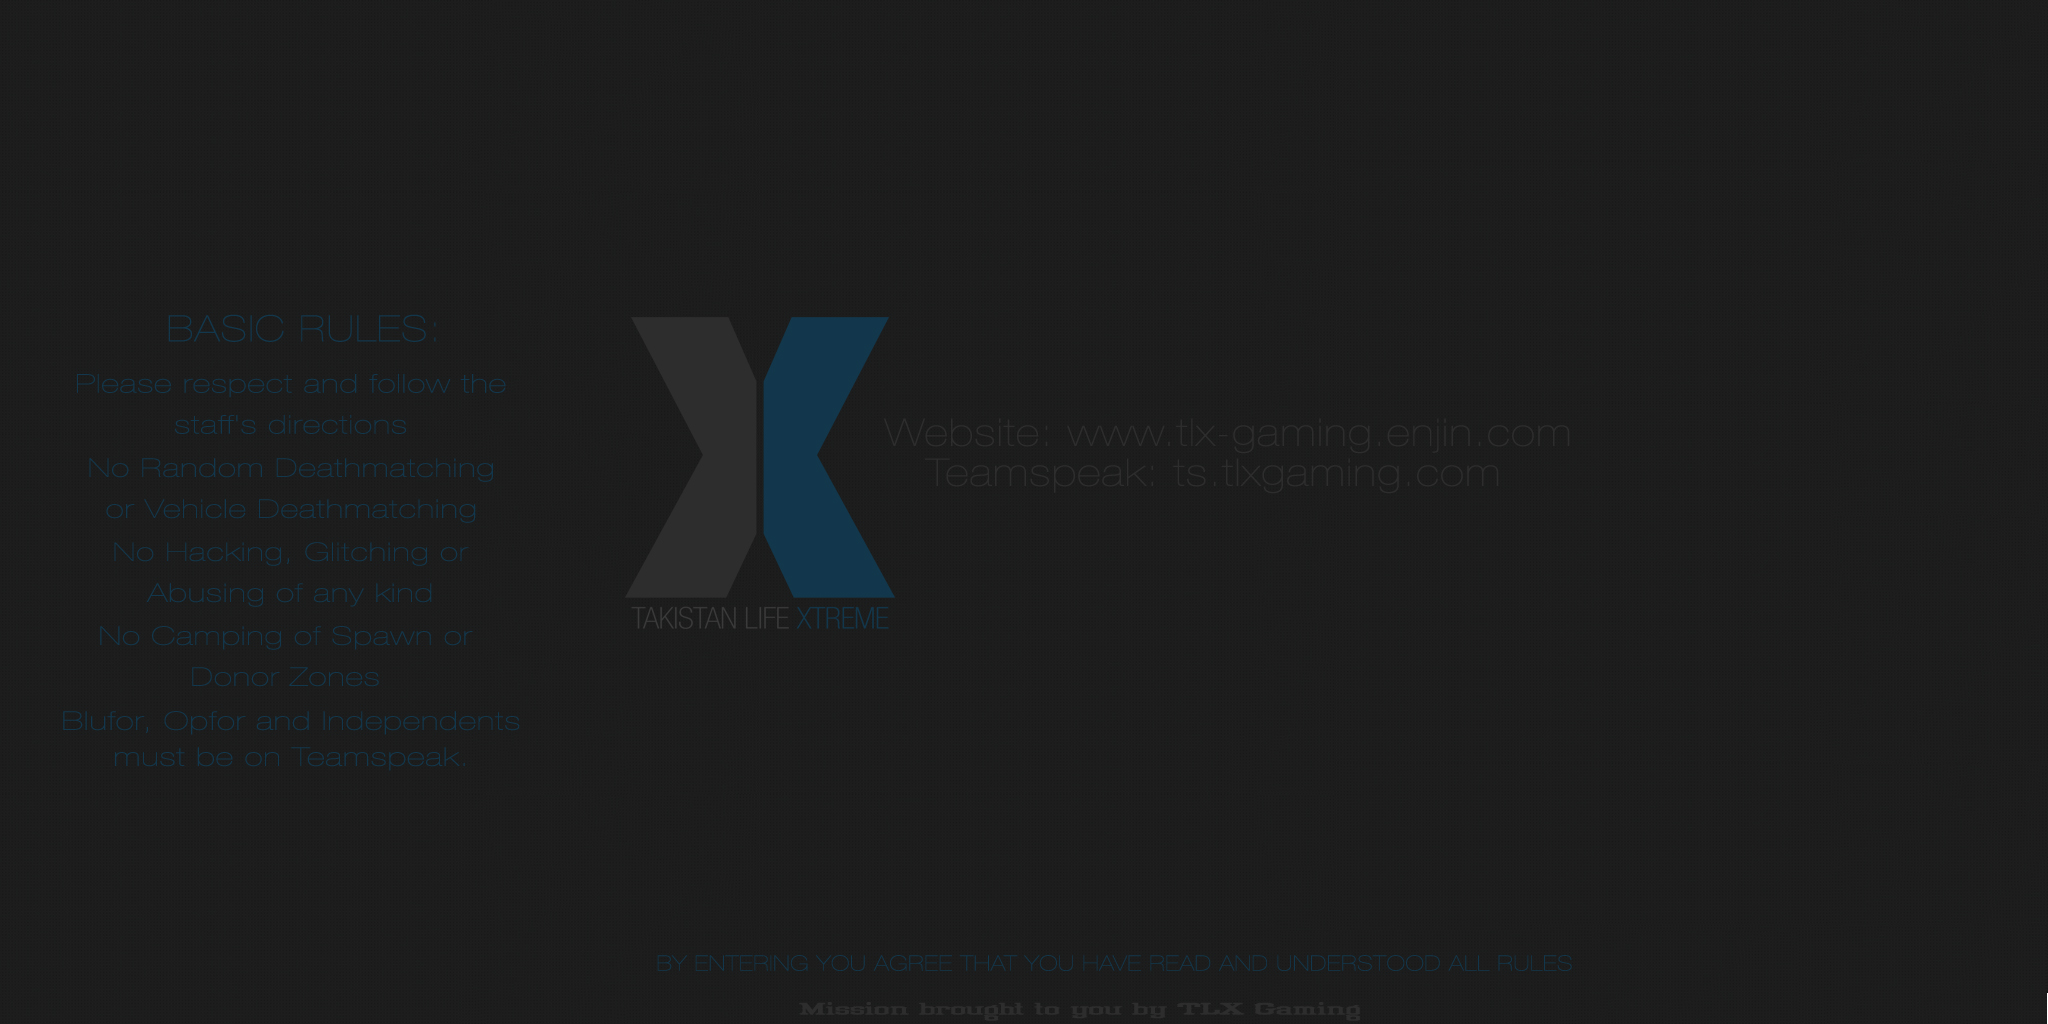 BASIC RULES:
Please respect and follow the
staff's directions
No Random Deathmatching
or Vehicle Deathmatching
No Hacking, Glitching or
Abusing of any kind
No Camping of Spawn or
Donor Zones
Blufor, Opfor and Independents
must be on Teamspeak.
TAKISTAN LIFE XTREME
Website: www.tlx-gaming.enjin.com
Teamspeak: ts.tlxgaming.com
BY ENTERING YOU AGREE THAT YOU HAVE READ AND UNDERSTOOD ALL RULES
Mission brought to you by TLX Gaming